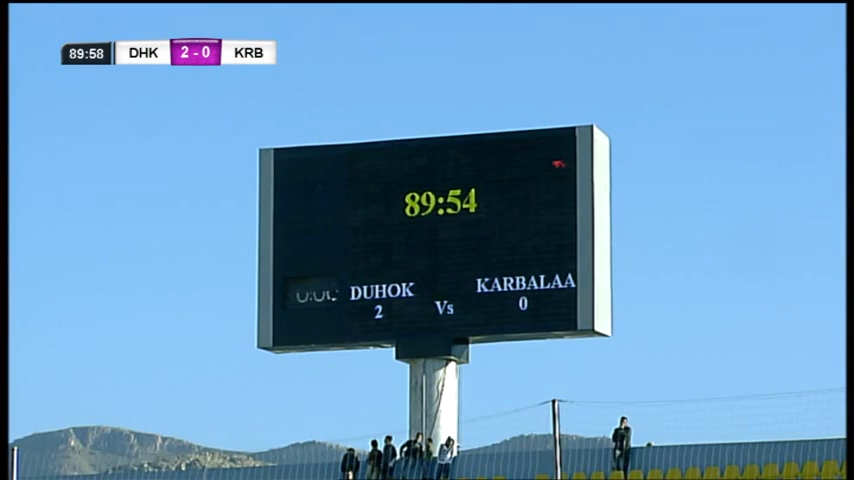 89:58 DHK 2 - 0 KRB
89:54
DUHOK Vs KARBALAA
2 0